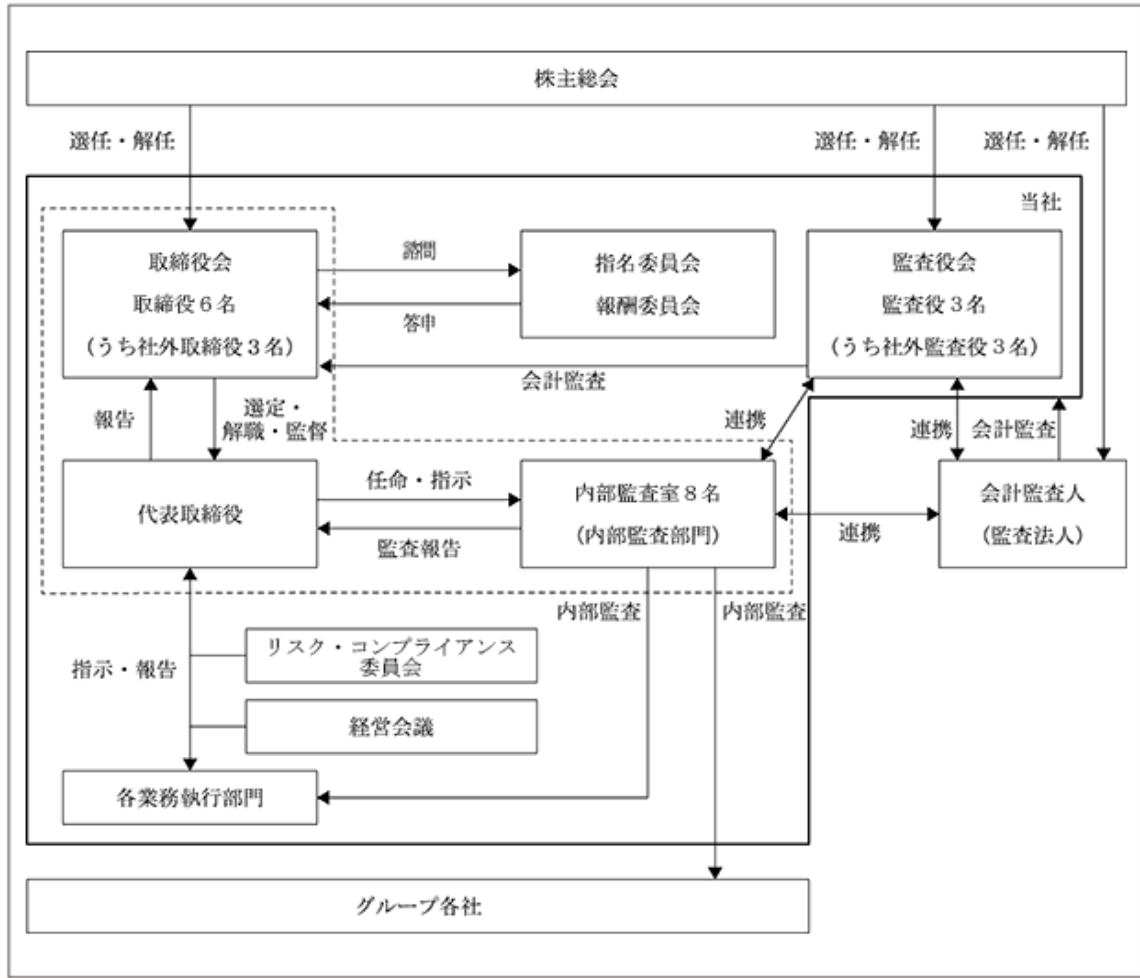 株主総会
選任・解任
選任・解任
選任・解任
当社
取締役会
取締役6名
(うち社外取締役3名)
諮問
答申
指名委員会
報酬委員会
監査役会
監査役3名
(うち社外監査役3名)
会計監査
報告
選定・
解職・監督
連携
連携
会計監査
代表取締役
任命・指示
監査報告
内部監査室8名
(内部監査部門)
連携
会計監査人
(監査法人)
内部監査
内部監査
指示・報告
リスク・コンプライアンス
委員会
経営会議
各業務執行部門
グループ各社